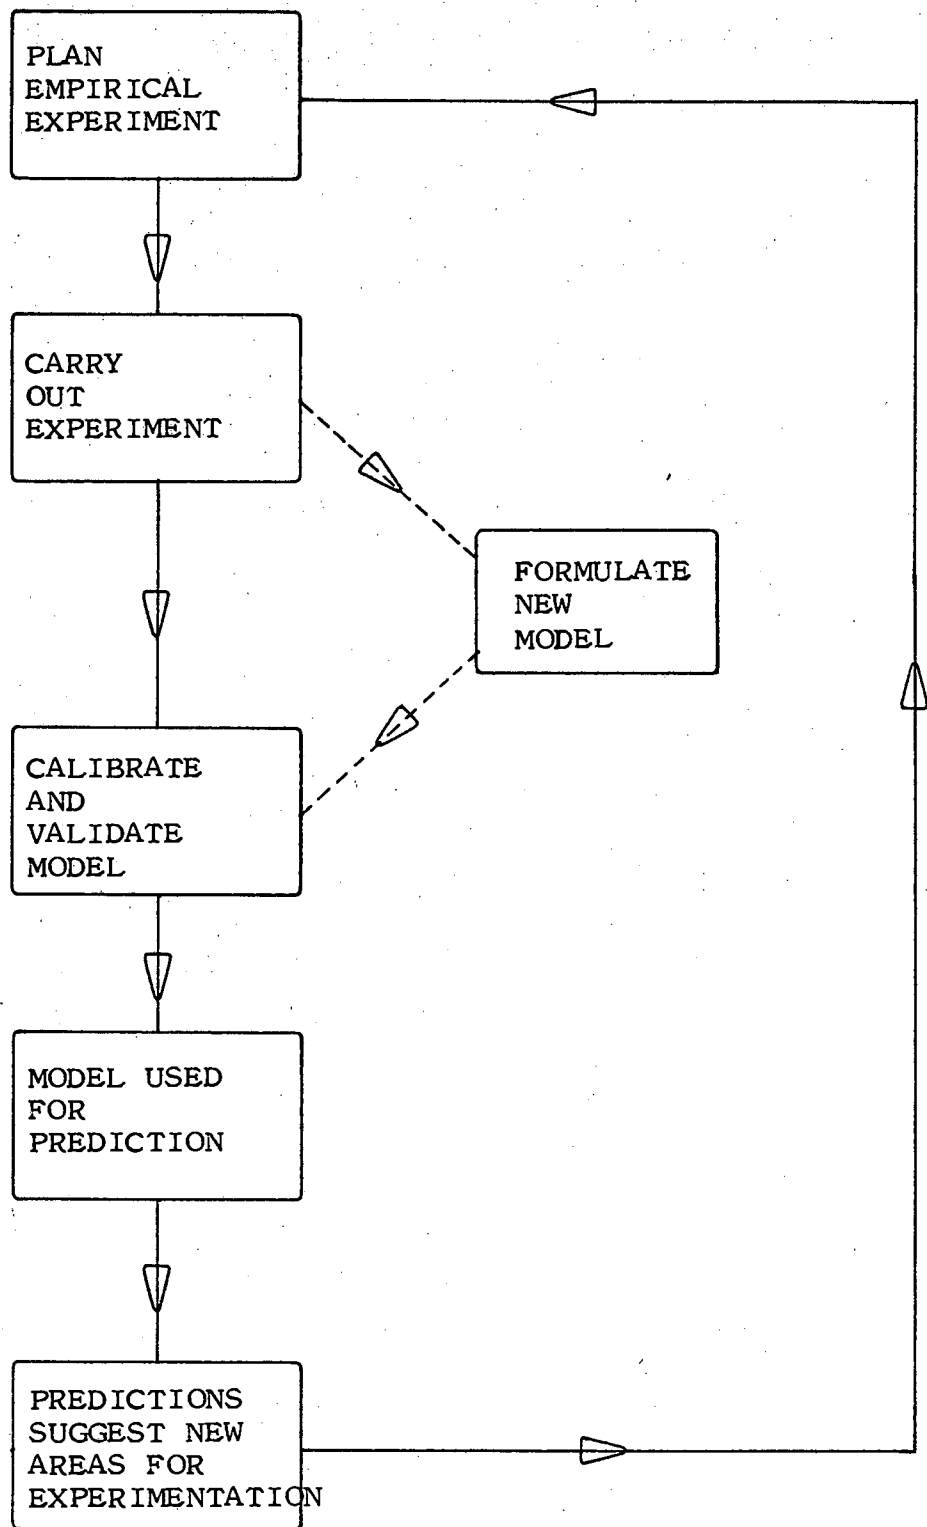 PLAN
EMPIRICAL
EXPERIMENT
CARRY
OUT
EXPERIMENT
FORMULATE
NEW
MODEL
CALIBRATE
AND
VALIDATE
MODEL
MODEL USED
FOR
PREDICTION
PREDICTIONS
SUGGEST NEW
AREAS FOR
EXPERIMENTATION